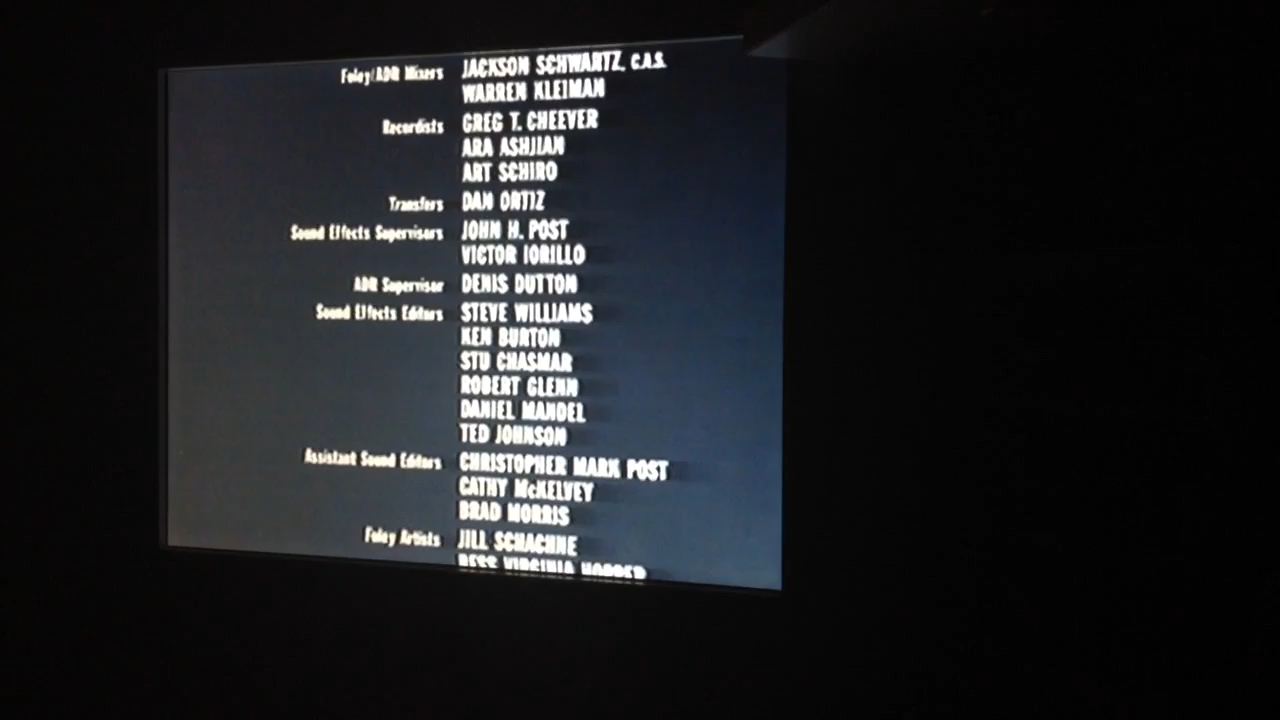 Foley/ADR Mixers JACKSON SCHWARTZ, C.A.S.
WARREN KLEIMAN
Recordists GREG T. CHEEVER
ARA ASHJIAN
ART SCHIRO
Transfers DAN ORTIZ
Sound Effects Supervisors JOHN H. POST
VICTOR IORILLO
ADR Supervisor DENIS DUTTON
Sound Effects Editors STEVE WILLIAMS
KEN BURTON
STU CHASMAR
ROBERT GLENN
DANIEL MANDEL
TED JOHNSON
Assistant Sound Editors CHRISTOPHER MARK POST
CATHY McKELVEY
BRAD MORRIS
Foley Artists JILL SCHACHNE
BESS VIRGINIA HOPPER